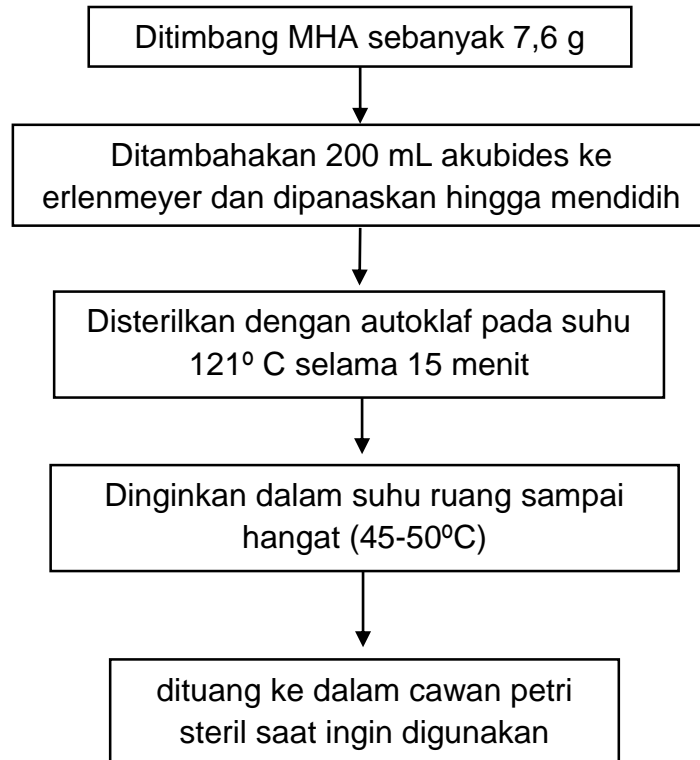 Ditimbang MHA sebanyak 7,6 g
Ditambahakan 200 mL akubides ke
erlenmeyer dan dipanaskan hingga mendidih
Disterilkan dengan autoklaf pada suhu
121º C selama 15 menit
Dinginkan dalam suhu ruang sampai
hangat (45-50ºC)
dituang ke dalam cawan petri
steril saat ingin digunakan